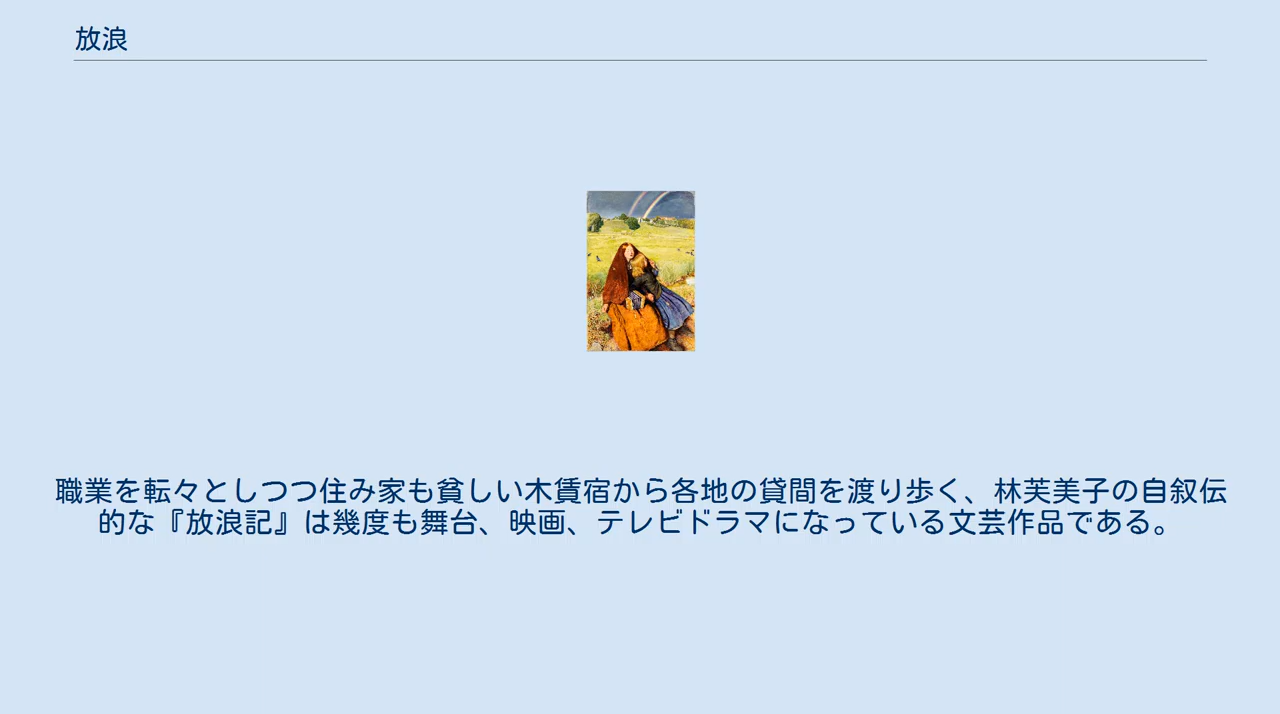 放浪
職業を転々としつつ住み家も貧しい木賃宿から各地の貸間を渡り歩く、林芙美子の自叙伝
的な『放浪記』は幾度も舞台、映画、テレビドラマになっている文芸作品である。